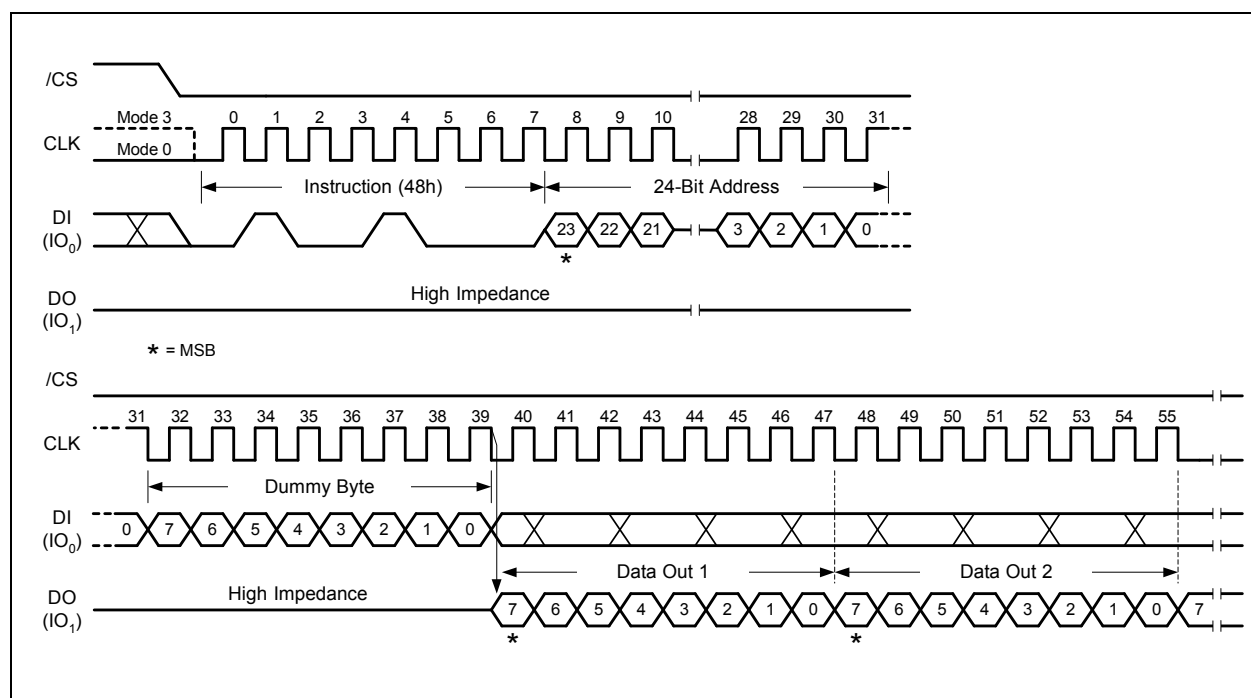 /CS
Mode 3 0 1 2 3 4 5 6 7 8 9 10 28 29 30 31
CLK
Mode 0
Instruction (48h) 24-Bit Address
DI
(IO0) 23 22 21 3 2 1 0
*
High Impedance
DO
(IO1)
* = MSB
/CS
31 32 33 34 35 36 37 38 39 40 41 42 43 44 45 46 47 48 49 50 51 52 53 54 55
CLK
Dummy Byte
DI
(IO0) 0 7 6 5 4 3 2 1 0
Data Out 1 Data Out 2
High Impedance
DO
(IO1) 7 6 5 4 3 2 1 0 7 6 5 4 3 2 1 0 7
* *